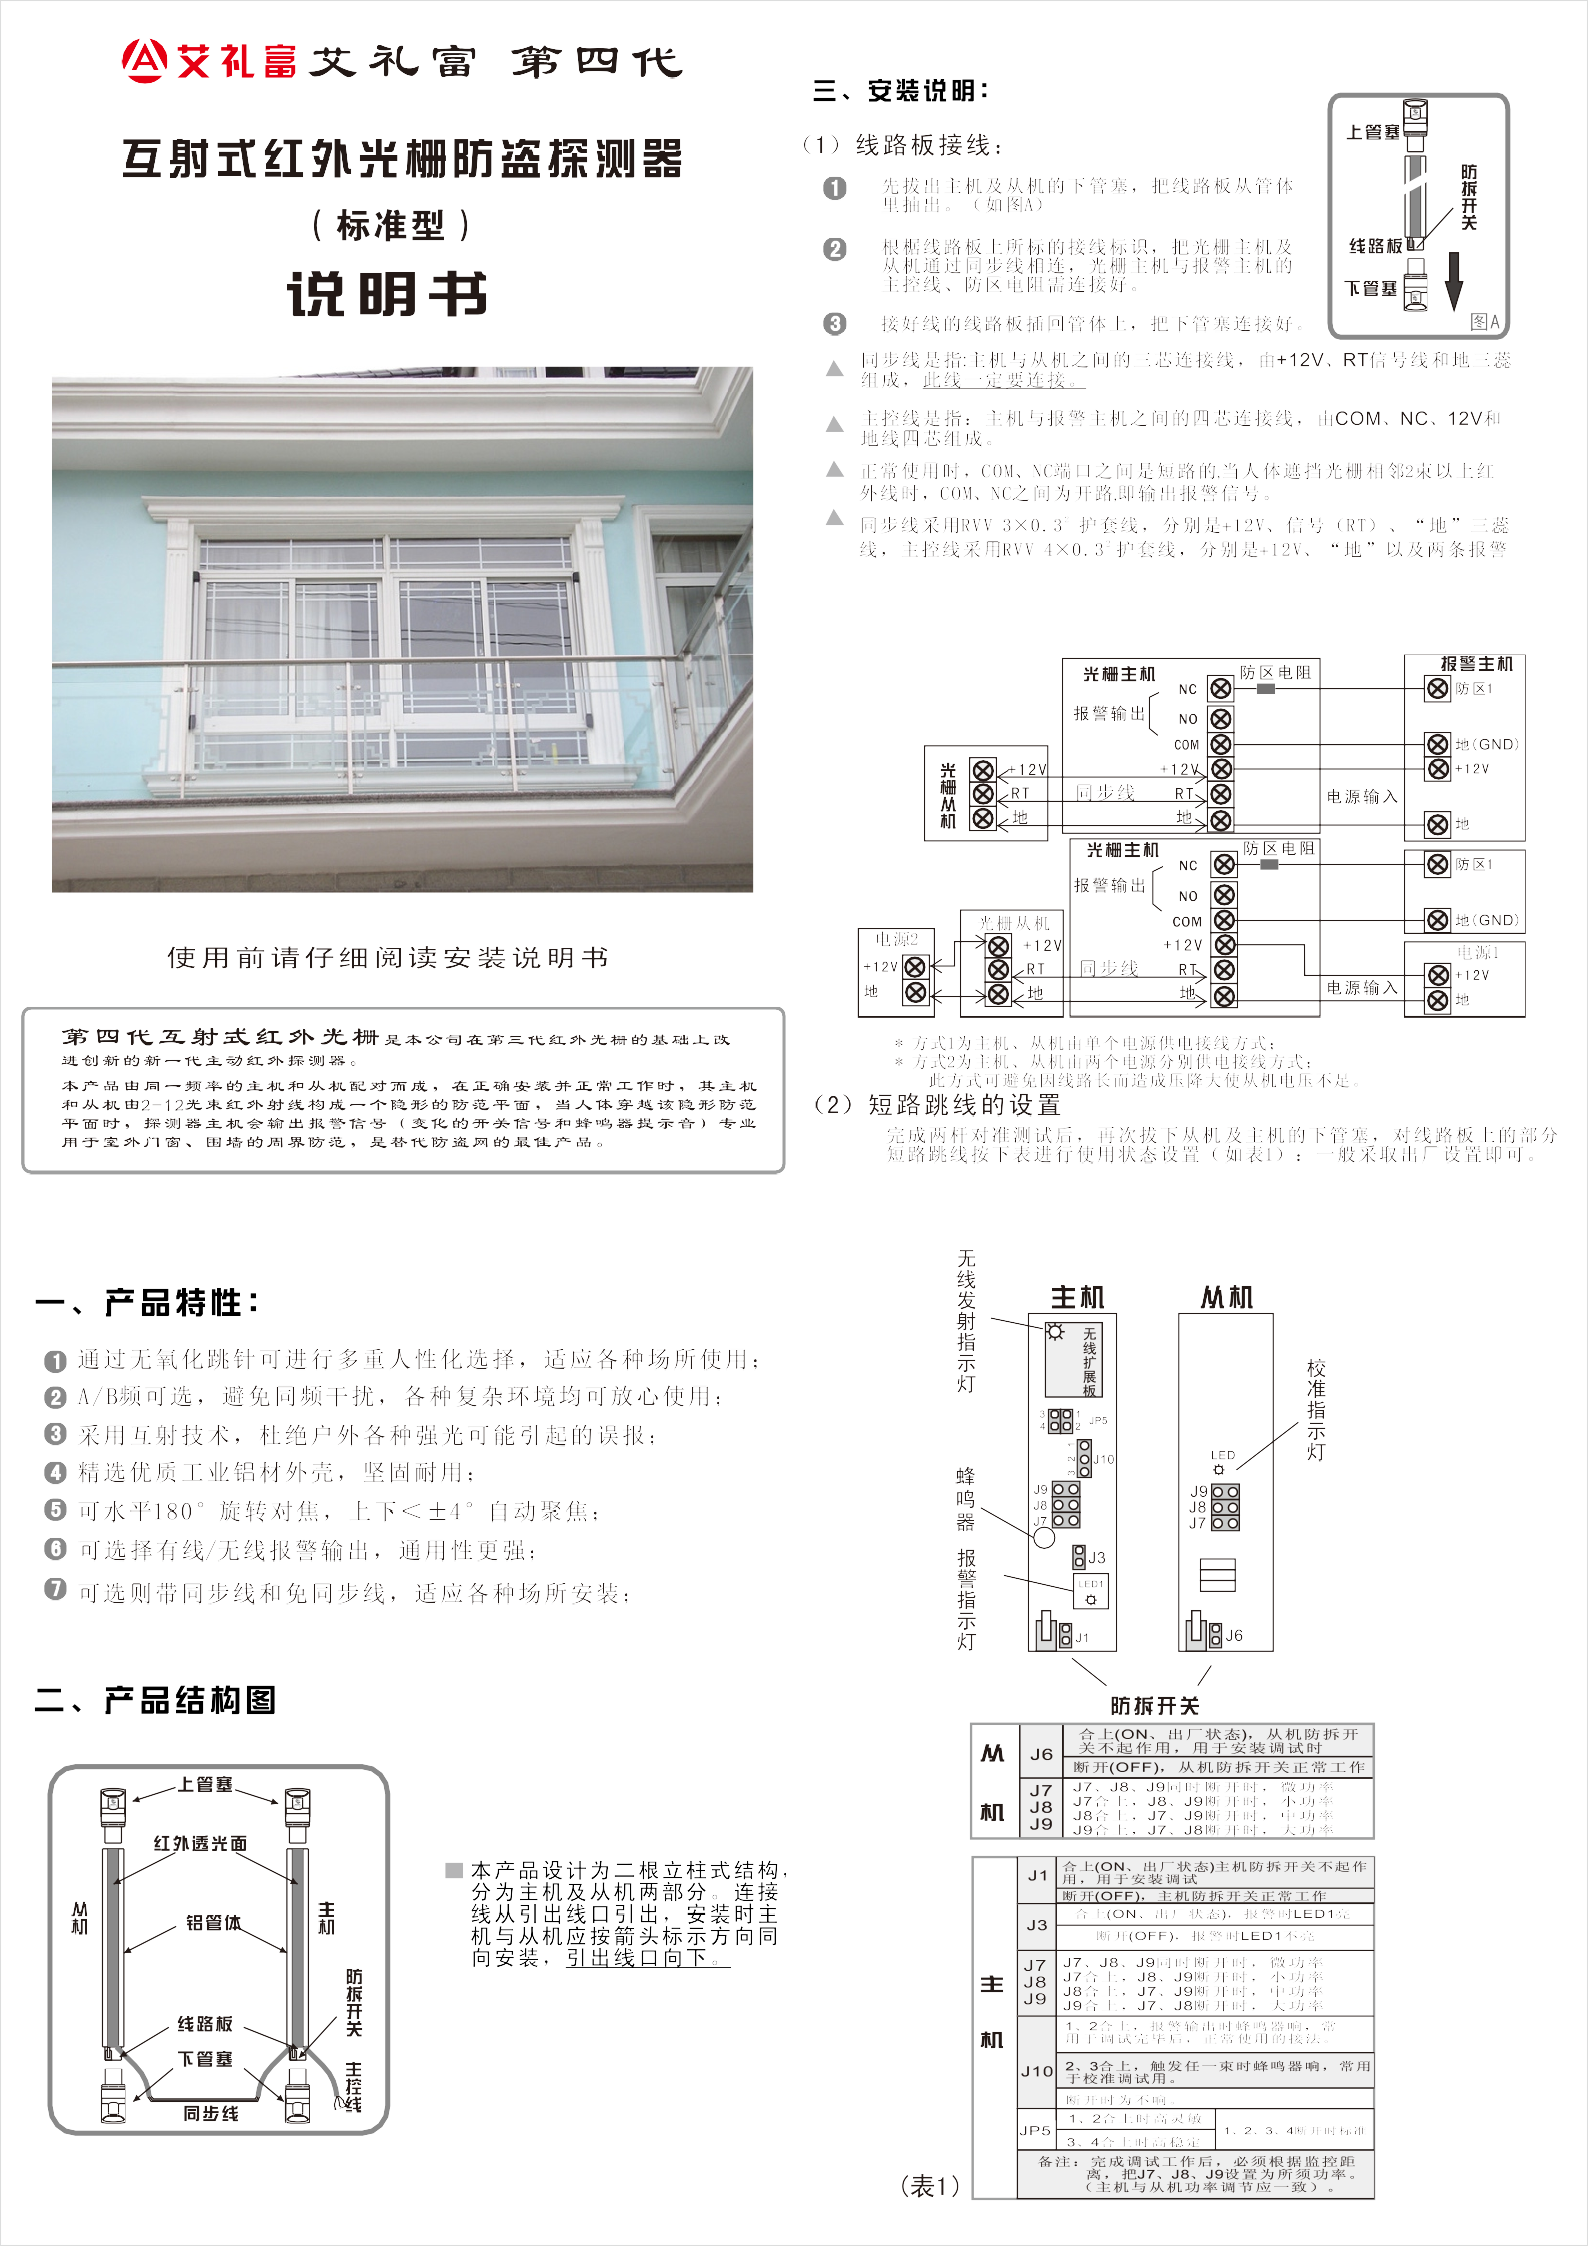 艾礼富艾礼富 第四代
互射式红外光栅防盗探测器
（标准型）
说明书
使用前请仔细阅读安装说明书
第四代互射式红外光栅是本公司在第三代红外光栅的基础上改
进创新的新一代主动红外探测器。
本产品由同一频率的主机和从机配对而成，在正确安装并正常工作时，其主机
和从机由2-12光束红外射线构成一个隐形的防范平面，当人体穿越该隐形防范
平面时，探测器主机会输出报警信号（变化的开关信号和蜂鸣器提示音）专业
用于室外门窗、围墙的周界防范，是替代防盗网的最佳产品。
一、产品特性：
1 通过无氧化跳针可进行多重人性化选择，适应各种场所使用；
2 A/B频可选，避免同频干扰，各种复杂环境均可放心使用；
3 采用互射技术，杜绝户外各种强光可能引起的误报；
4 精选优质工业铝材外壳，坚固耐用；
5 可水平180°旋转对焦，上下＜±4°自动聚焦；
6 可选择有线/无线报警输出，通用性更强；
7 可选则带同步线和免同步线，适应各种场所安装；
二、产品结构图
上管塞
红外透光面
从机
铝管体
主机
防拆开关
线路板
下管塞
主控线
同步线
本产品设计为二根立柱式结构，
分为主机及从机两部分。连接
线从引出线口引出，安装时主
机与从机应按箭头标示方向同
向安装，引出线口向下。
三、安装说明：
（1）线路板接线：
1 先拔出主机及从机的下管塞，把线路板从管体
里抽出。（如图A）
2 根椐线路板上所标的接线标识，把光栅主机及
从机通过同步线相连，光栅主机与报警主机的
主控线、防区电阻需连接好。
3 接好线的线路板插回管体上，把下管塞连接好。
上管塞
防拆开关
线路板
下管塞
图A
同步线是指:主机与从机之间的三芯连接线，由+12V、RT信号线和地三蕊
组成，此线一定要连接。
主控线是指：主机与报警主机之间的四芯连接线，由COM、NC、12V和
地线四芯组成。
正常使用时，COM、NC端口之间是短路的,当人体遮挡光栅相邻2束以上红
外线时，COM、NC之间为开路,即输出报警信号。
同步线采用RVV 3×0.3² 护套线，分别是+12V、信号（RT）、“地”三蕊
线，主控线采用RVV 4×0.3²护套线，分别是+12V、“地”以及两条报警
光栅主机
防区电阻
报警主机
NC
防区1
报警输出
NO
COM
地(GND)
光栅从机
+12V
+12V
+12V
RT
同步线
RT
电源输入
地
地
地
光栅主机
防区电阻
NC
防区1
报警输出
NO
COM
地(GND)
电源2
光栅从机
+12V
+12V
+12V
电源1
RT
同步线
RT
+12V
地
地
地
电源输入
地
* 方式1为主机、从机由单个电源供电接线方式；
* 方式2为主机、从机由两个电源分别供电接线方式；
此方式可避免因线路长而造成压降大使从机电压不足。
（2）短路跳线的设置
完成两杆对准测试后，再次拔下从机及主机的下管塞，对线路板上的部分
短路跳线按下表进行使用状态设置（如表1）：一般采取出厂设置即可。
无线发射指示灯
主机
从机
无线扩展板
校准指示灯
3 1
4 2
JP5
1
2
3
J10
LED
蜂鸣器
J9
J8
J7
J9
J8
J7
报警指示灯
J3
LED1
J1
J6
防拆开关
从机
J6
合上(ON、出厂状态)，从机防拆开
关不起作用，用于安装调试时
断开(OFF)，从机防拆开关正常工作
J7
J8
J9
J7、J8、J9同时断开时，微功率
J7合上，J8、J9断开时，小功率
J8合上，J7、J9断开时，中功率
J9合上，J7、J8断开时，大功率
主机
J1
合上(ON、出厂状态)主机防拆开关不起作
用，用于安装调试
断开(OFF)，主机防拆开关正常工作
J3
合上(ON、出厂状态)，报警时LED1亮
断开(OFF)，报警时LED1不亮
J7
J8
J9
J7、J8、J9同时断开时，微功率
J7合上，J8、J9断开时，小功率
J8合上，J7、J9断开时，中功率
J9合上，J7、J8断开时，大功率
J10
1、2合上，报警输出时蜂鸣器响，常
用于调试完毕后，正常使用的接法。
2、3合上，触发任一束时蜂鸣器响，常用
于校准调试用。
断开时为不响。
JP5
1、2合上时高灵敏
3、4合上时高稳定
1、2、3、4断开时标准
备注：完成调试工作后，必须根据监控距
离，把J7、J8、J9设置为所须功率。
（主机与从机功率调节应一致）。
（表1）